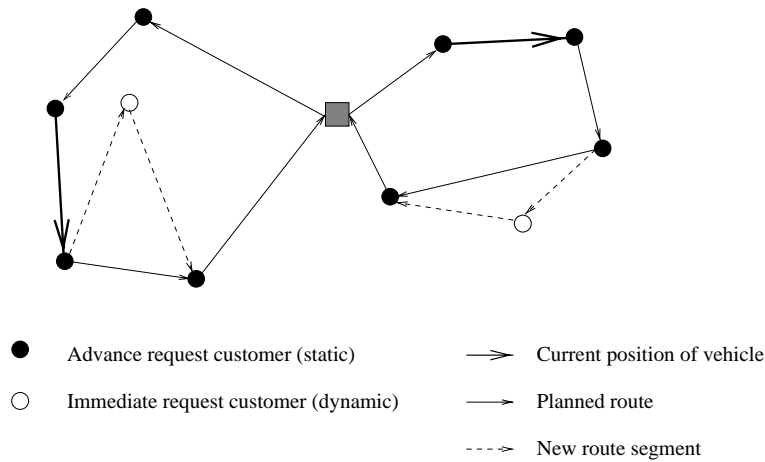 Advance request customer (static)
Current position of vehicle
Immediate request customer (dynamic)
Planned route
New route segment